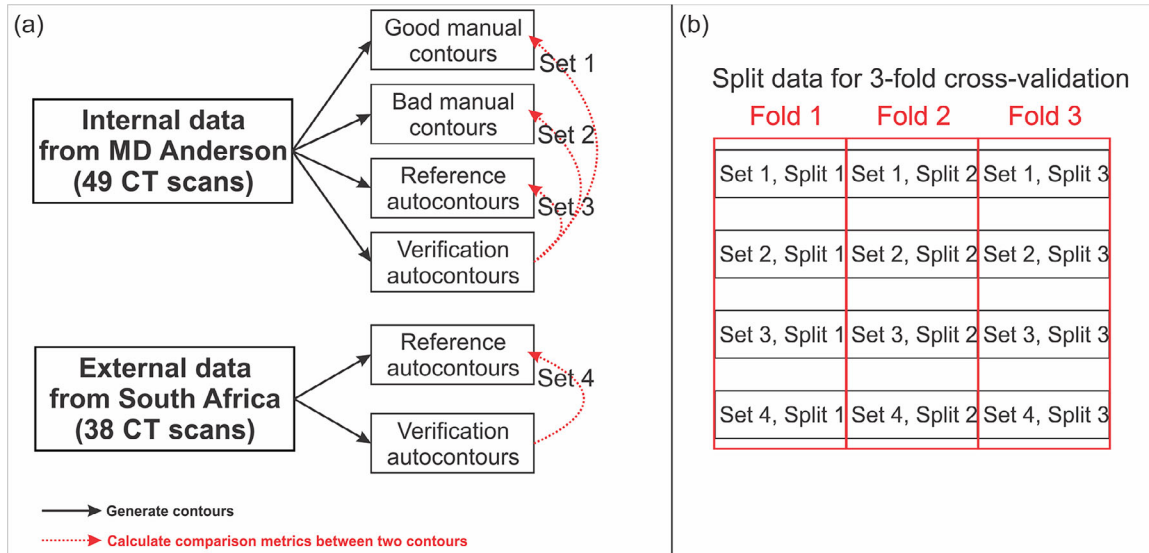 (a)
Good manual
contours
Set 1
Internal data
from MD Anderson
(49 CT scans)
Bad manual
contours
Set 2
Reference
autocontours
Set 3
Verification
autocontours
External data
from South Africa
(38 CT scans)
Reference
autocontours
Set 4
Verification
autocontours
Generate contours
Calculate comparison metrics between two contours
(b)
Split data for 3-fold cross-validation
Fold 1 Fold 2 Fold 3
Set 1, Split 1 Set 1, Split 2 Set 1, Split 3
Set 2, Split 1 Set 2, Split 2 Set 2, Split 3
Set 3, Split 1 Set 3, Split 2 Set 3, Split 3
Set 4, Split 1 Set 4, Split 2 Set 4, Split 3